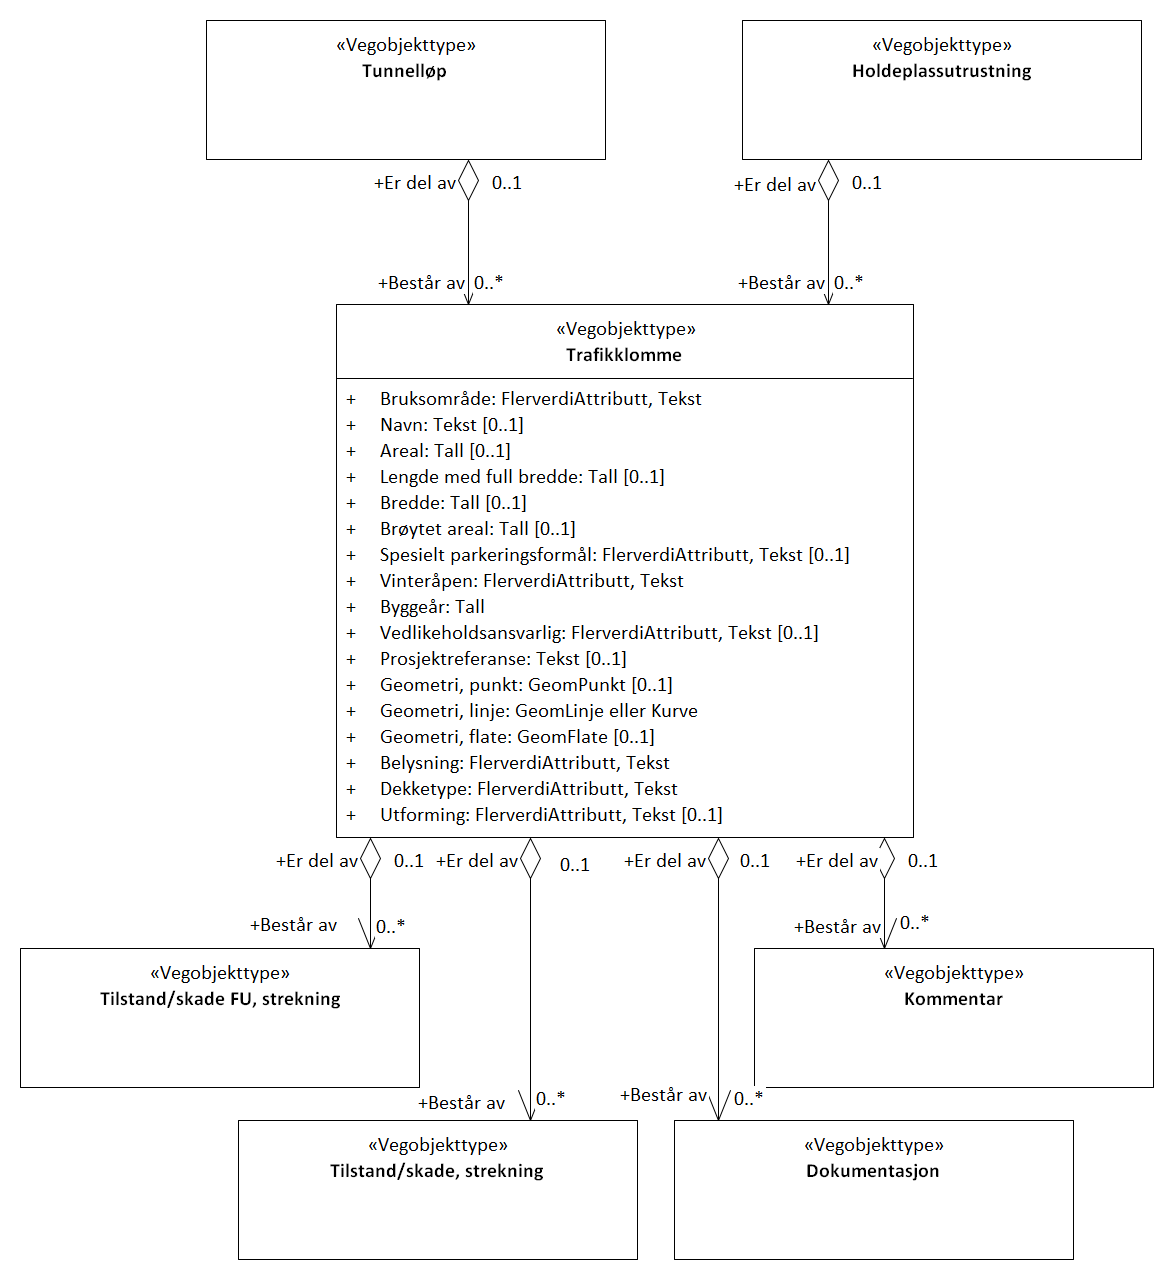 «Vegobjekttype»
Tunnelløp
«Vegobjekttype»
Holdeplassutrustning
+Er del av 0..1
+Er del av 0..1
+Består av 0..*
+Består av 0..*
«Vegobjekttype»
Trafikklomme
+ Bruksområde: FlerverdiAttributt, Tekst
+ Navn: Tekst [0..1]
+ Areal: Tall [0..1]
+ Lengde med full bredde: Tall [0..1]
+ Bredde: Tall [0..1]
+ Brøytet areal: Tall [0..1]
+ Spesielt parkeringsformål: FlerverdiAttributt, Tekst [0..1]
+ Vinteråpen: FlerverdiAttributt, Tekst
+ Byggeår: Tall
+ Vedlikeholdsansvarlig: FlerverdiAttributt, Tekst [0..1]
+ Prosjektreferanse: Tekst [0..1]
+ Geometri, punkt: GeomPunkt [0..1]
+ Geometri, linje: GeomLinje eller Kurve
+ Geometri, flate: GeomFlate [0..1]
+ Belysning: FlerverdiAttributt, Tekst
+ Dekketype: FlerverdiAttributt, Tekst
+ Utforming: FlerverdiAttributt, Tekst [0..1]
+Er del av 0..1
+Er del av 0..1
+Er del av 0..1
+Er del av 0..1
+Består av 0..*
+Består av 0..*
«Vegobjekttype»
Tilstand/skade FU, strekning
«Vegobjekttype»
Kommentar
+Består av 0..*
+Består av 0..*
«Vegobjekttype»
Tilstand/skade, strekning
«Vegobjekttype»
Dokumentasjon